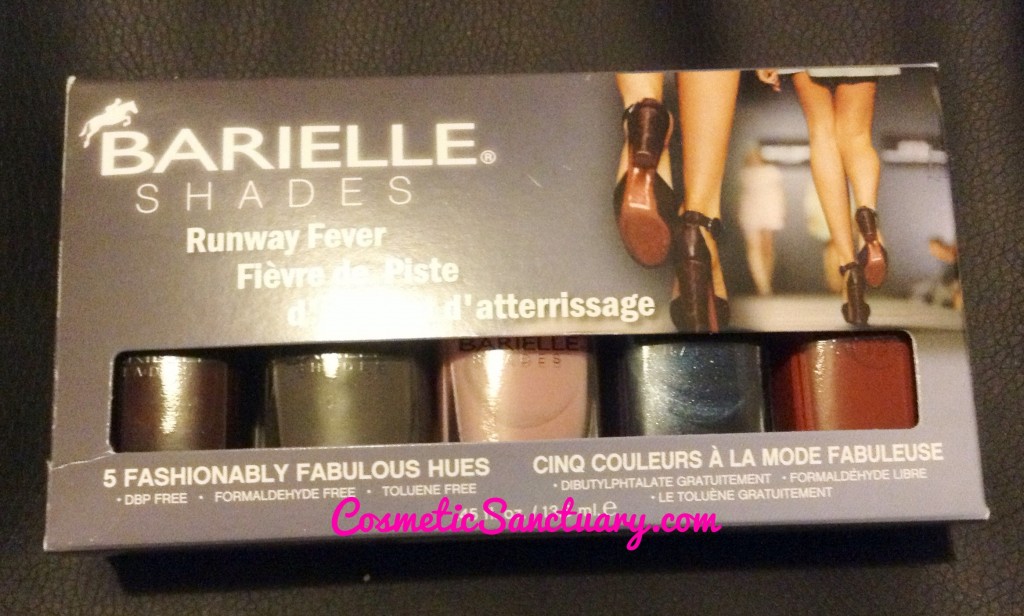 BARIELLE®
SHADES
Runway Fever
Fièvre de Piste
d'atterrissage
BARIELLE
SHADES
5 FASHIONABLY FABULOUS HUES
• DBP FREE • FORMALDEHYDE FREE • TOLUENE FREE
CINQ COULEURS À LA MODE FABULEUSE
• DIBUTYLPHTALATE GRATUITEMENT • FORMALDÈHYDE LIBRE
• LE TOLUÈNE GRATUITEMENT
CosmeticSanctuary.com